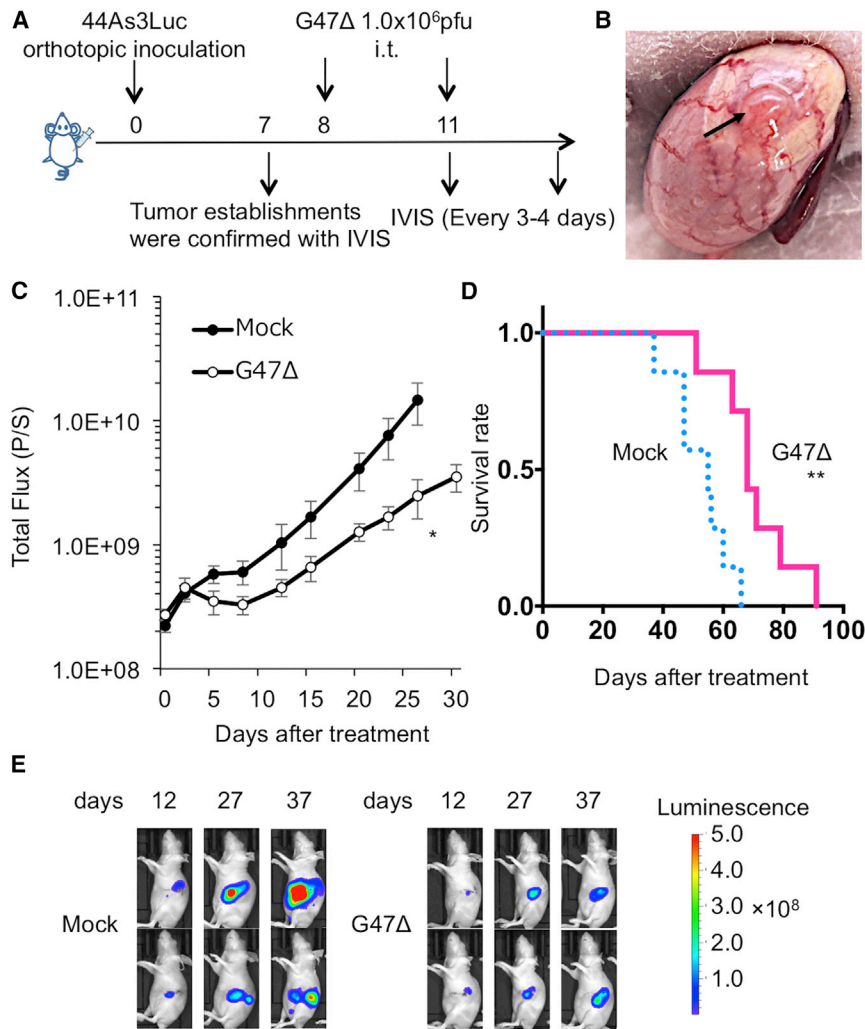 A
44As3Luc
orthotopic inoculation
G47Δ 1.0x10⁶pfu
i.t.
0 7 8 11
Tumor establishments
were confirmed with IVIS
IVIS (Every 3-4 days)
B
C
1.0E+11
1.0E+10
1.0E+09
1.0E+08
Total Flux (P/S)
Mock
G47Δ
*
0 5 10 15 20 25 30
Days after treatment
D
1.0
0.5
0.0
Survival rate
Mock
G47Δ
**
0 20 40 60 80 100
Days after treatment
E
days 12 27 37
Mock
days 12 27 37
G47Δ
Luminescence
5.0
4.0
3.0
2.0
1.0
×10⁸